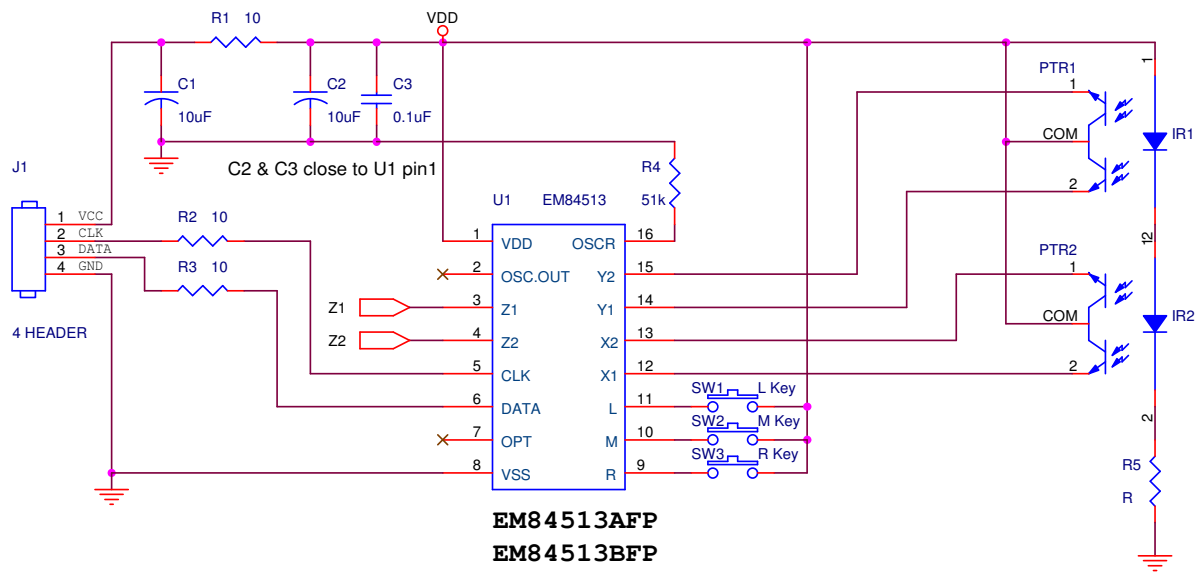 R1 10
VDD
C1
10uF
C2
10uF
C3
0.1uF
C2 & C3 close to U1 pin1
R4
51k
J1
1 VCC
2 CLK
3 DATA
4 GND
4 HEADER
R2 10
R3 10
Z1
Z2
U1 EM84513
1 VDD
2 OSC.OUT
3 Z1
4 Z2
5 CLK
6 DATA
7 OPT
8 VSS
OSCR 16
Y2 15
Y1 14
X2 13
X1 12
L 11
M 10
R 9
SW1 L Key
SW2 M Key
SW3 R Key
PTR1
1
COM
2
PTR2
1
COM
2
1
IR1
12
IR2
2
R5
R
EM84513AFP
EM84513BFP